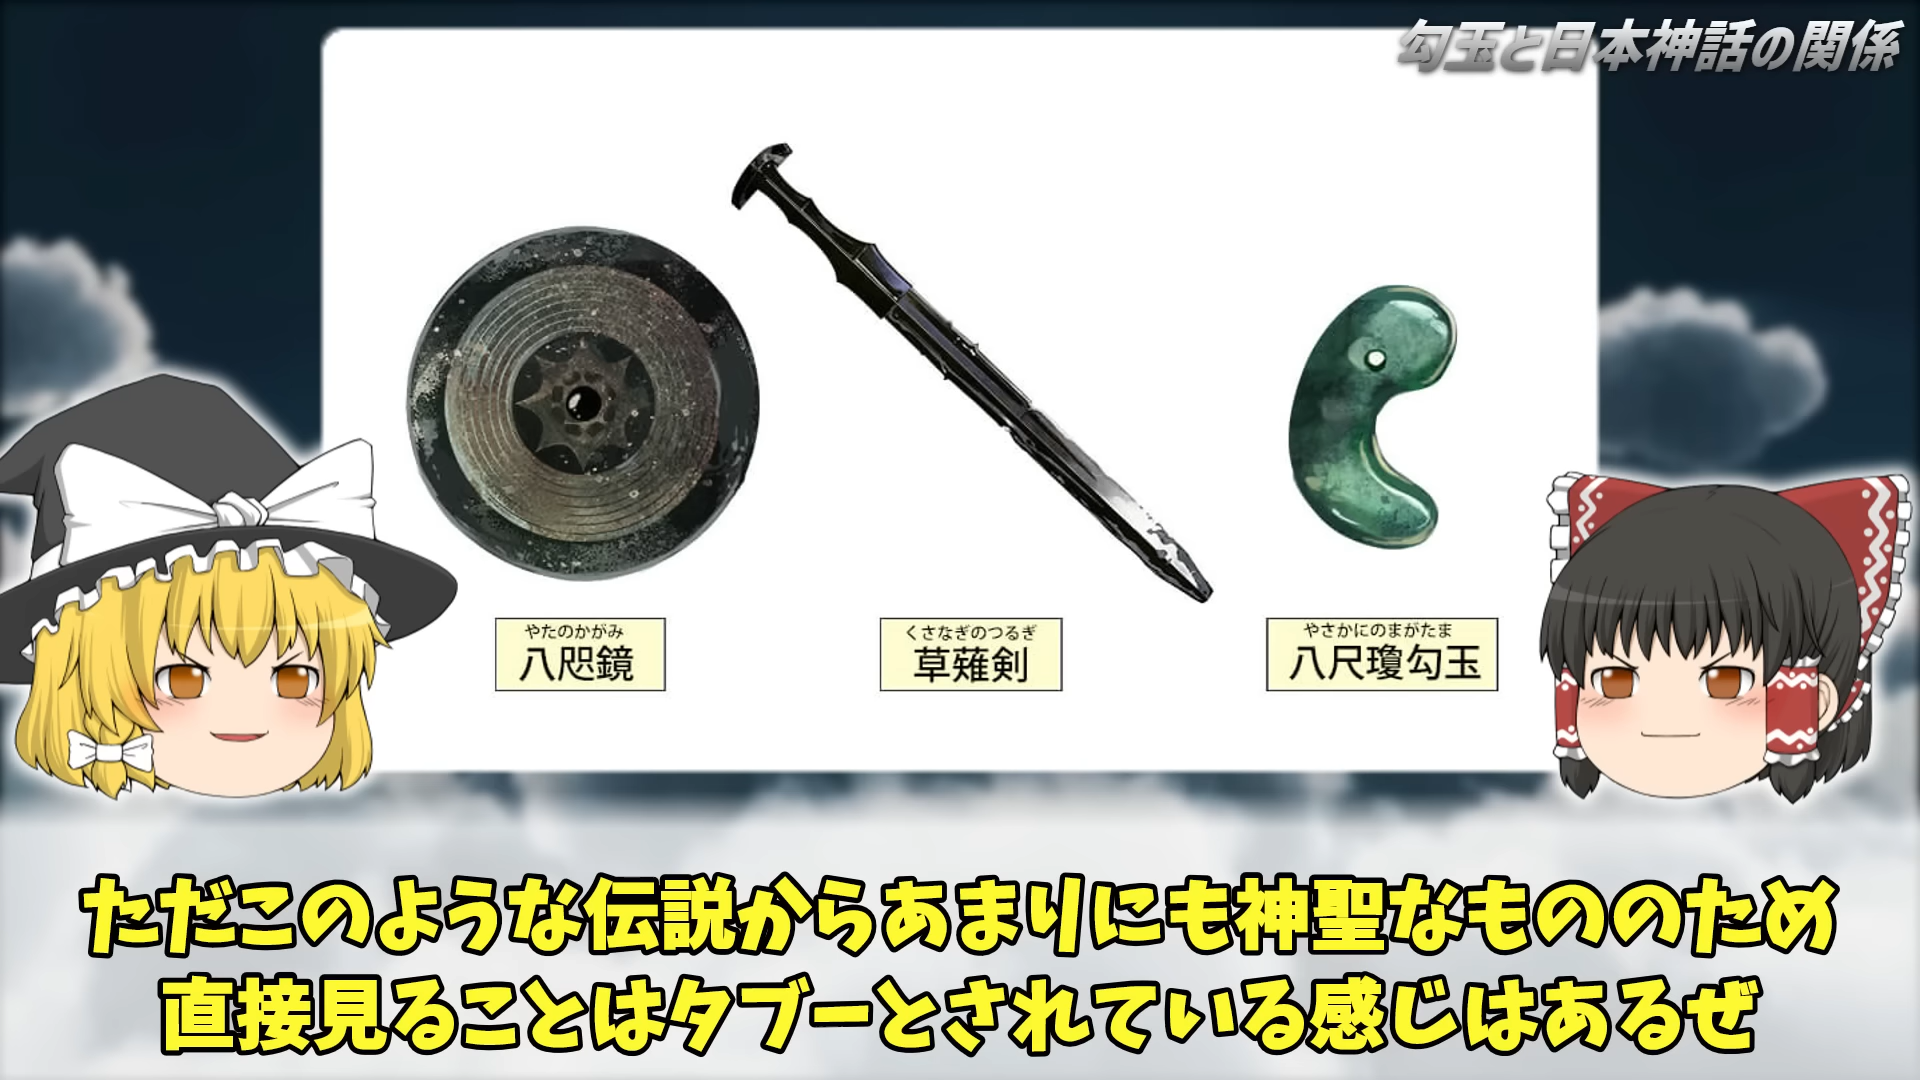 勾玉と日本神話の関係
やたのかがみ
八咫鏡
くさなぎのつるぎ
草薙剣
やさかにのまがたま
八尺瓊勾玉
ただこのような伝説からあまりにも神聖なもののため
直接見ることはタブーとされている感じはあるぜ